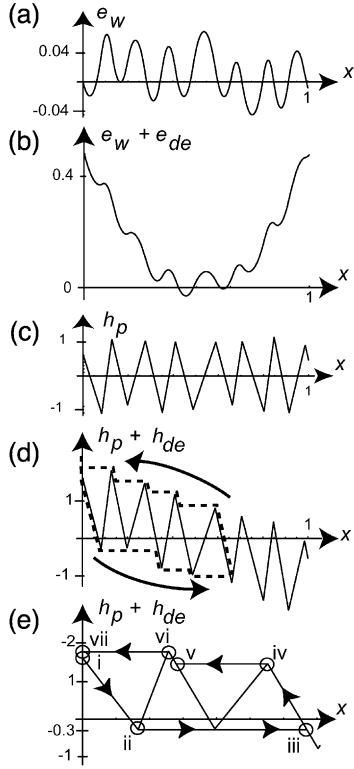 (a) e_w
0.04
x
-0.04
1
(b) e_w + e_de
0.4
x
0
1
(c) h_p
1
x
-1
1
(d) h_p + h_de
1
1
x
-1
(e) h_p + h_de
2
vii vi v iv
i
1
x
-0.3
ii iii
-1